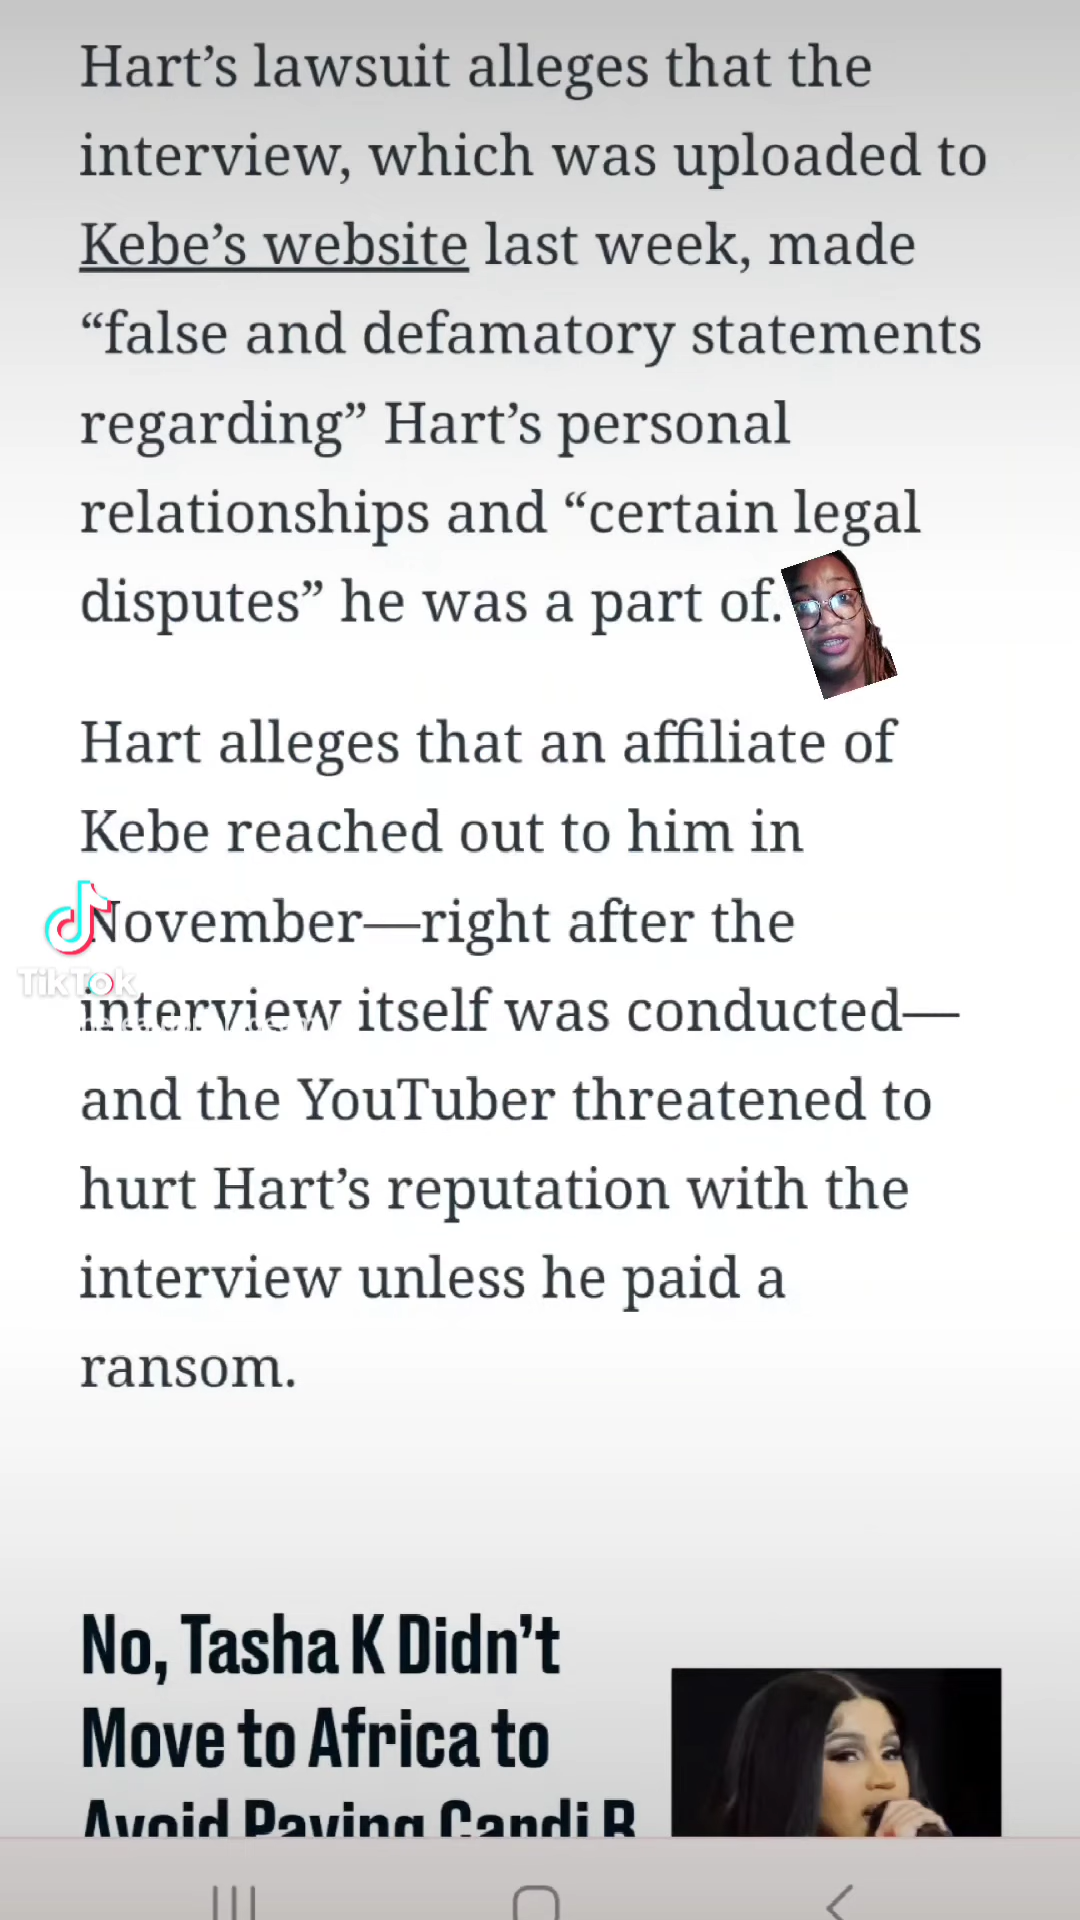 Hart’s lawsuit alleges that the
interview, which was uploaded to
Kebe’s website last week, made
“false and defamatory statements
regarding” Hart’s personal
relationships and “certain legal
disputes” he was a part of.
Hart alleges that an affiliate of
Kebe reached out to him in
November—right after the
TikTok
interview itself was conducted—
and the YouTuber threatened to
hurt Hart’s reputation with the
interview unless he paid a
ransom.
No, Tasha K Didn’t
Move to Africa to
Avoid Paying Cardi B